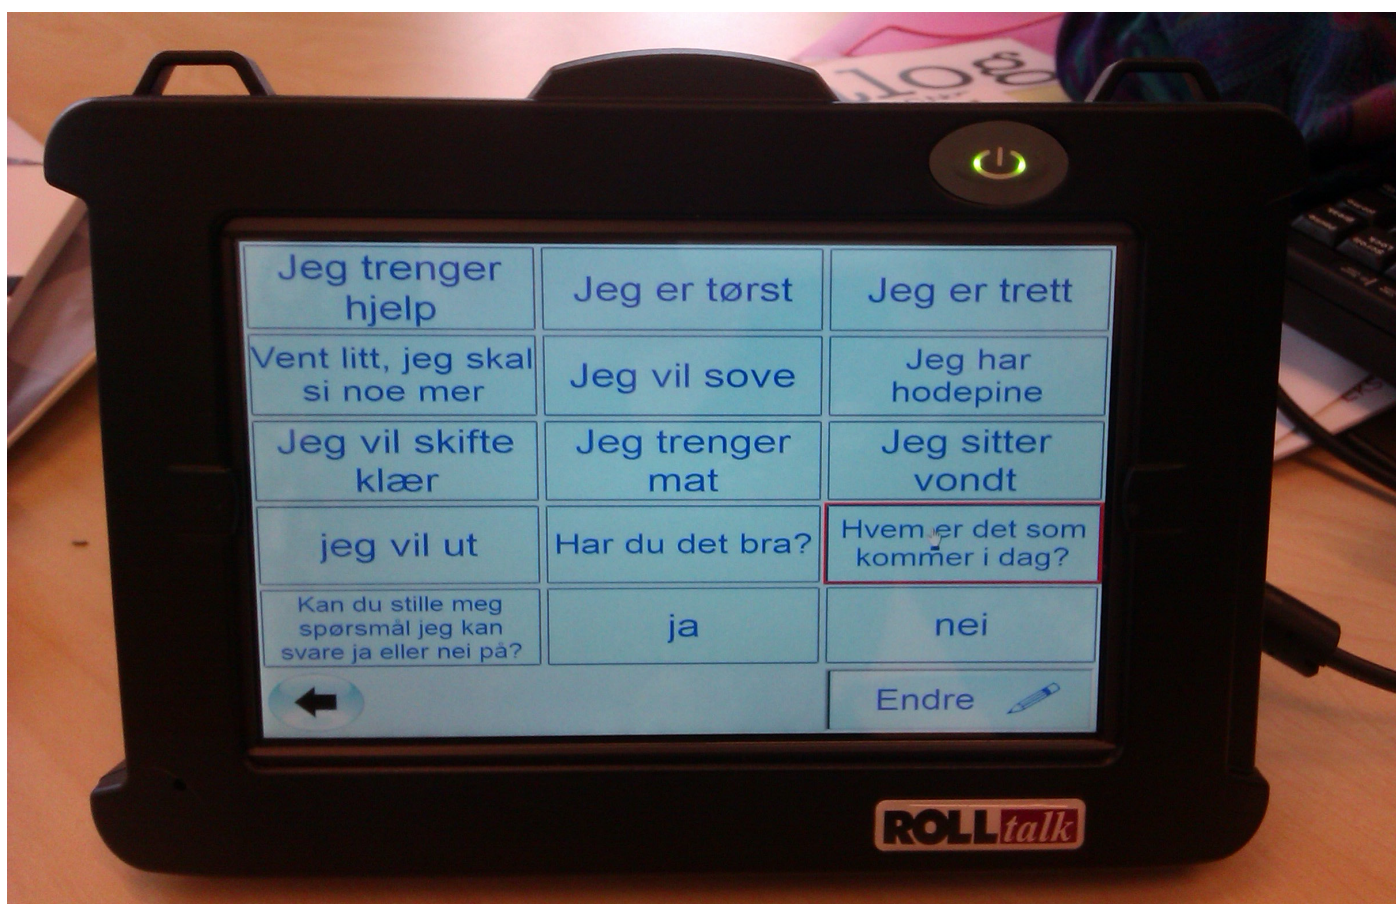 logo
Jeg trenger
hjelp
Jeg er tørst
Jeg er trett
Vent litt, jeg skal
si noe mer
Jeg vil sove
Jeg har
hodepine
Jeg vil skifte
klær
Jeg trenger
mat
Jeg sitter
vondt
jeg vil ut
Har du det bra?
Hvem er det som
kommer i dag?
Kan du stille meg
spørsmål jeg kan
svare ja eller nei på?
ja
nei
Endre
ROLLtalk